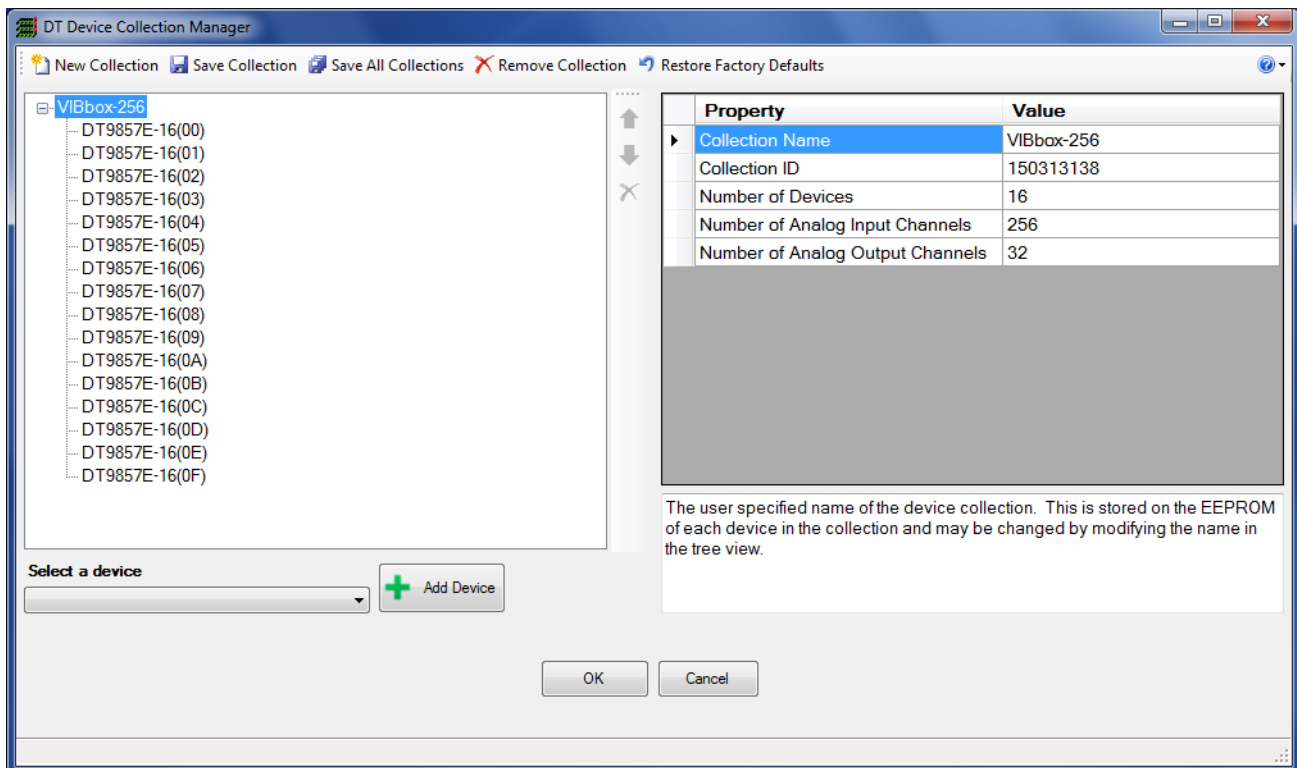 DT Device Collection Manager
New Collection Save Collection Save All Collections Remove Collection Restore Factory Defaults
VIBbox-256
DT9857E-16(00)
DT9857E-16(01)
DT9857E-16(02)
DT9857E-16(03)
DT9857E-16(04)
DT9857E-16(05)
DT9857E-16(06)
DT9857E-16(07)
DT9857E-16(08)
DT9857E-16(09)
DT9857E-16(0A)
DT9857E-16(0B)
DT9857E-16(0C)
DT9857E-16(0D)
DT9857E-16(0E)
DT9857E-16(0F)
Select a device
Add Device
Property Value
Collection Name VIBbox-256
Collection ID 150313138
Number of Devices 16
Number of Analog Input Channels 256
Number of Analog Output Channels 32
The user specified name of the device collection. This is stored on the EEPROM
of each device in the collection and may be changed by modifying the name in
the tree view.
OK Cancel